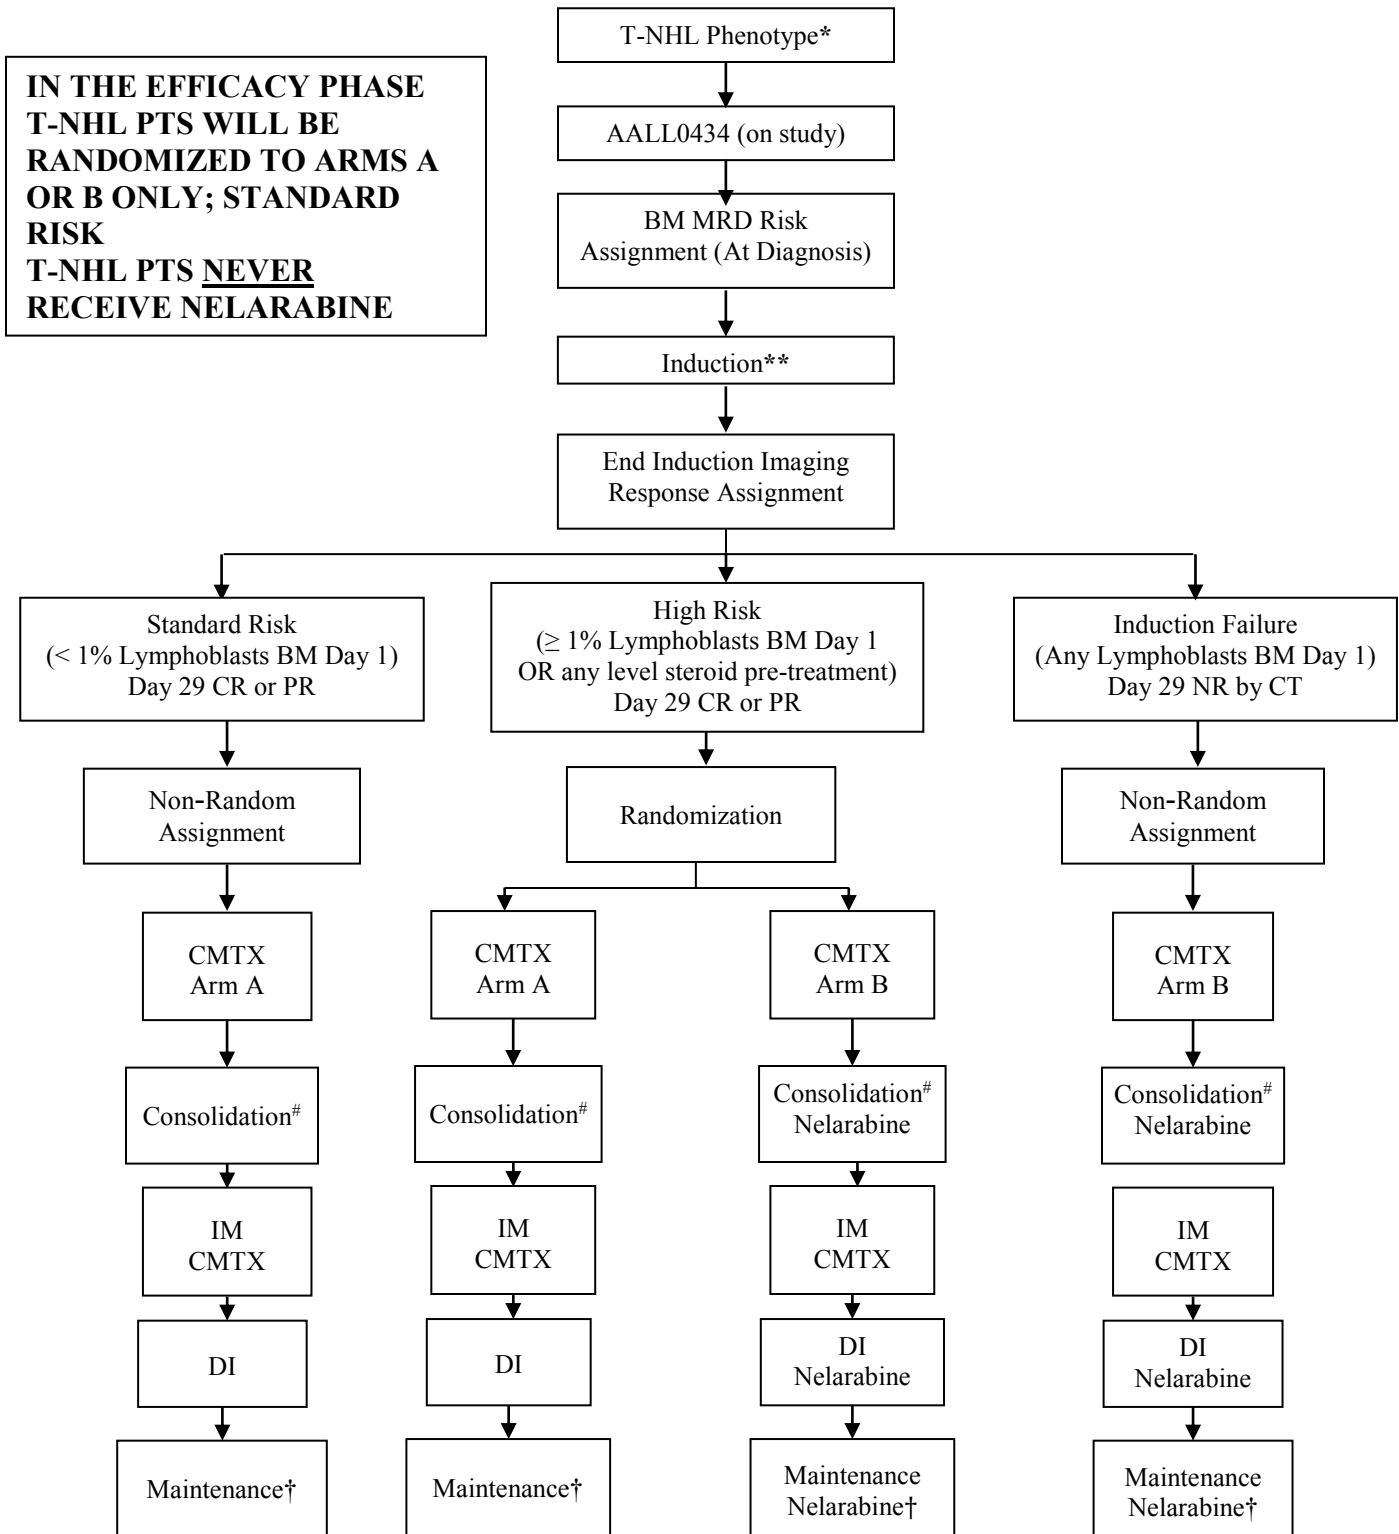 T-NHL Phenotype*
IN THE EFFICACY PHASE
T-NHL PTS WILL BE
RANDOMIZED TO ARMS A
OR B ONLY; STANDARD
RISK
T-NHL PTS NEVER
RECEIVE NELARABINE
AALL0434 (on study)
BM MRD Risk
Assignment (At Diagnosis)
Induction**
End Induction Imaging
Response Assignment
Standard Risk
(< 1% Lymphoblasts BM Day 1)
Day 29 CR or PR
High Risk
(≥ 1% Lymphoblasts BM Day 1
OR any level steroid pre-treatment)
Day 29 CR or PR
Induction Failure
(Any Lymphoblasts BM Day 1)
Day 29 NR by CT
Non-Random
Assignment
Randomization
Non-Random
Assignment
CMTX
Arm A
CMTX
Arm A
CMTX
Arm B
CMTX
Arm B
Consolidation#
Consolidation#
Consolidation#
Nelarabine
Consolidation#
Nelarabine
IM
CMTX
IM
CMTX
IM
CMTX
IM
CMTX
DI
DI
DI
Nelarabine
DI
Nelarabine
Maintenance†
Maintenance†
Maintenance
Nelarabine†
Maintenance
Nelarabine†